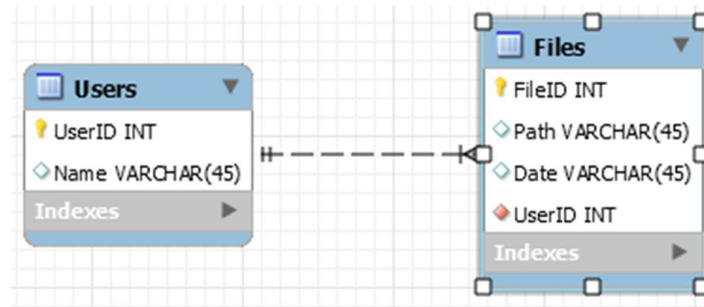 Users
UserID INT
Name VARCHAR(45)
Indexes
Files
FileID INT
Path VARCHAR(45)
Date VARCHAR(45)
UserID INT
Indexes